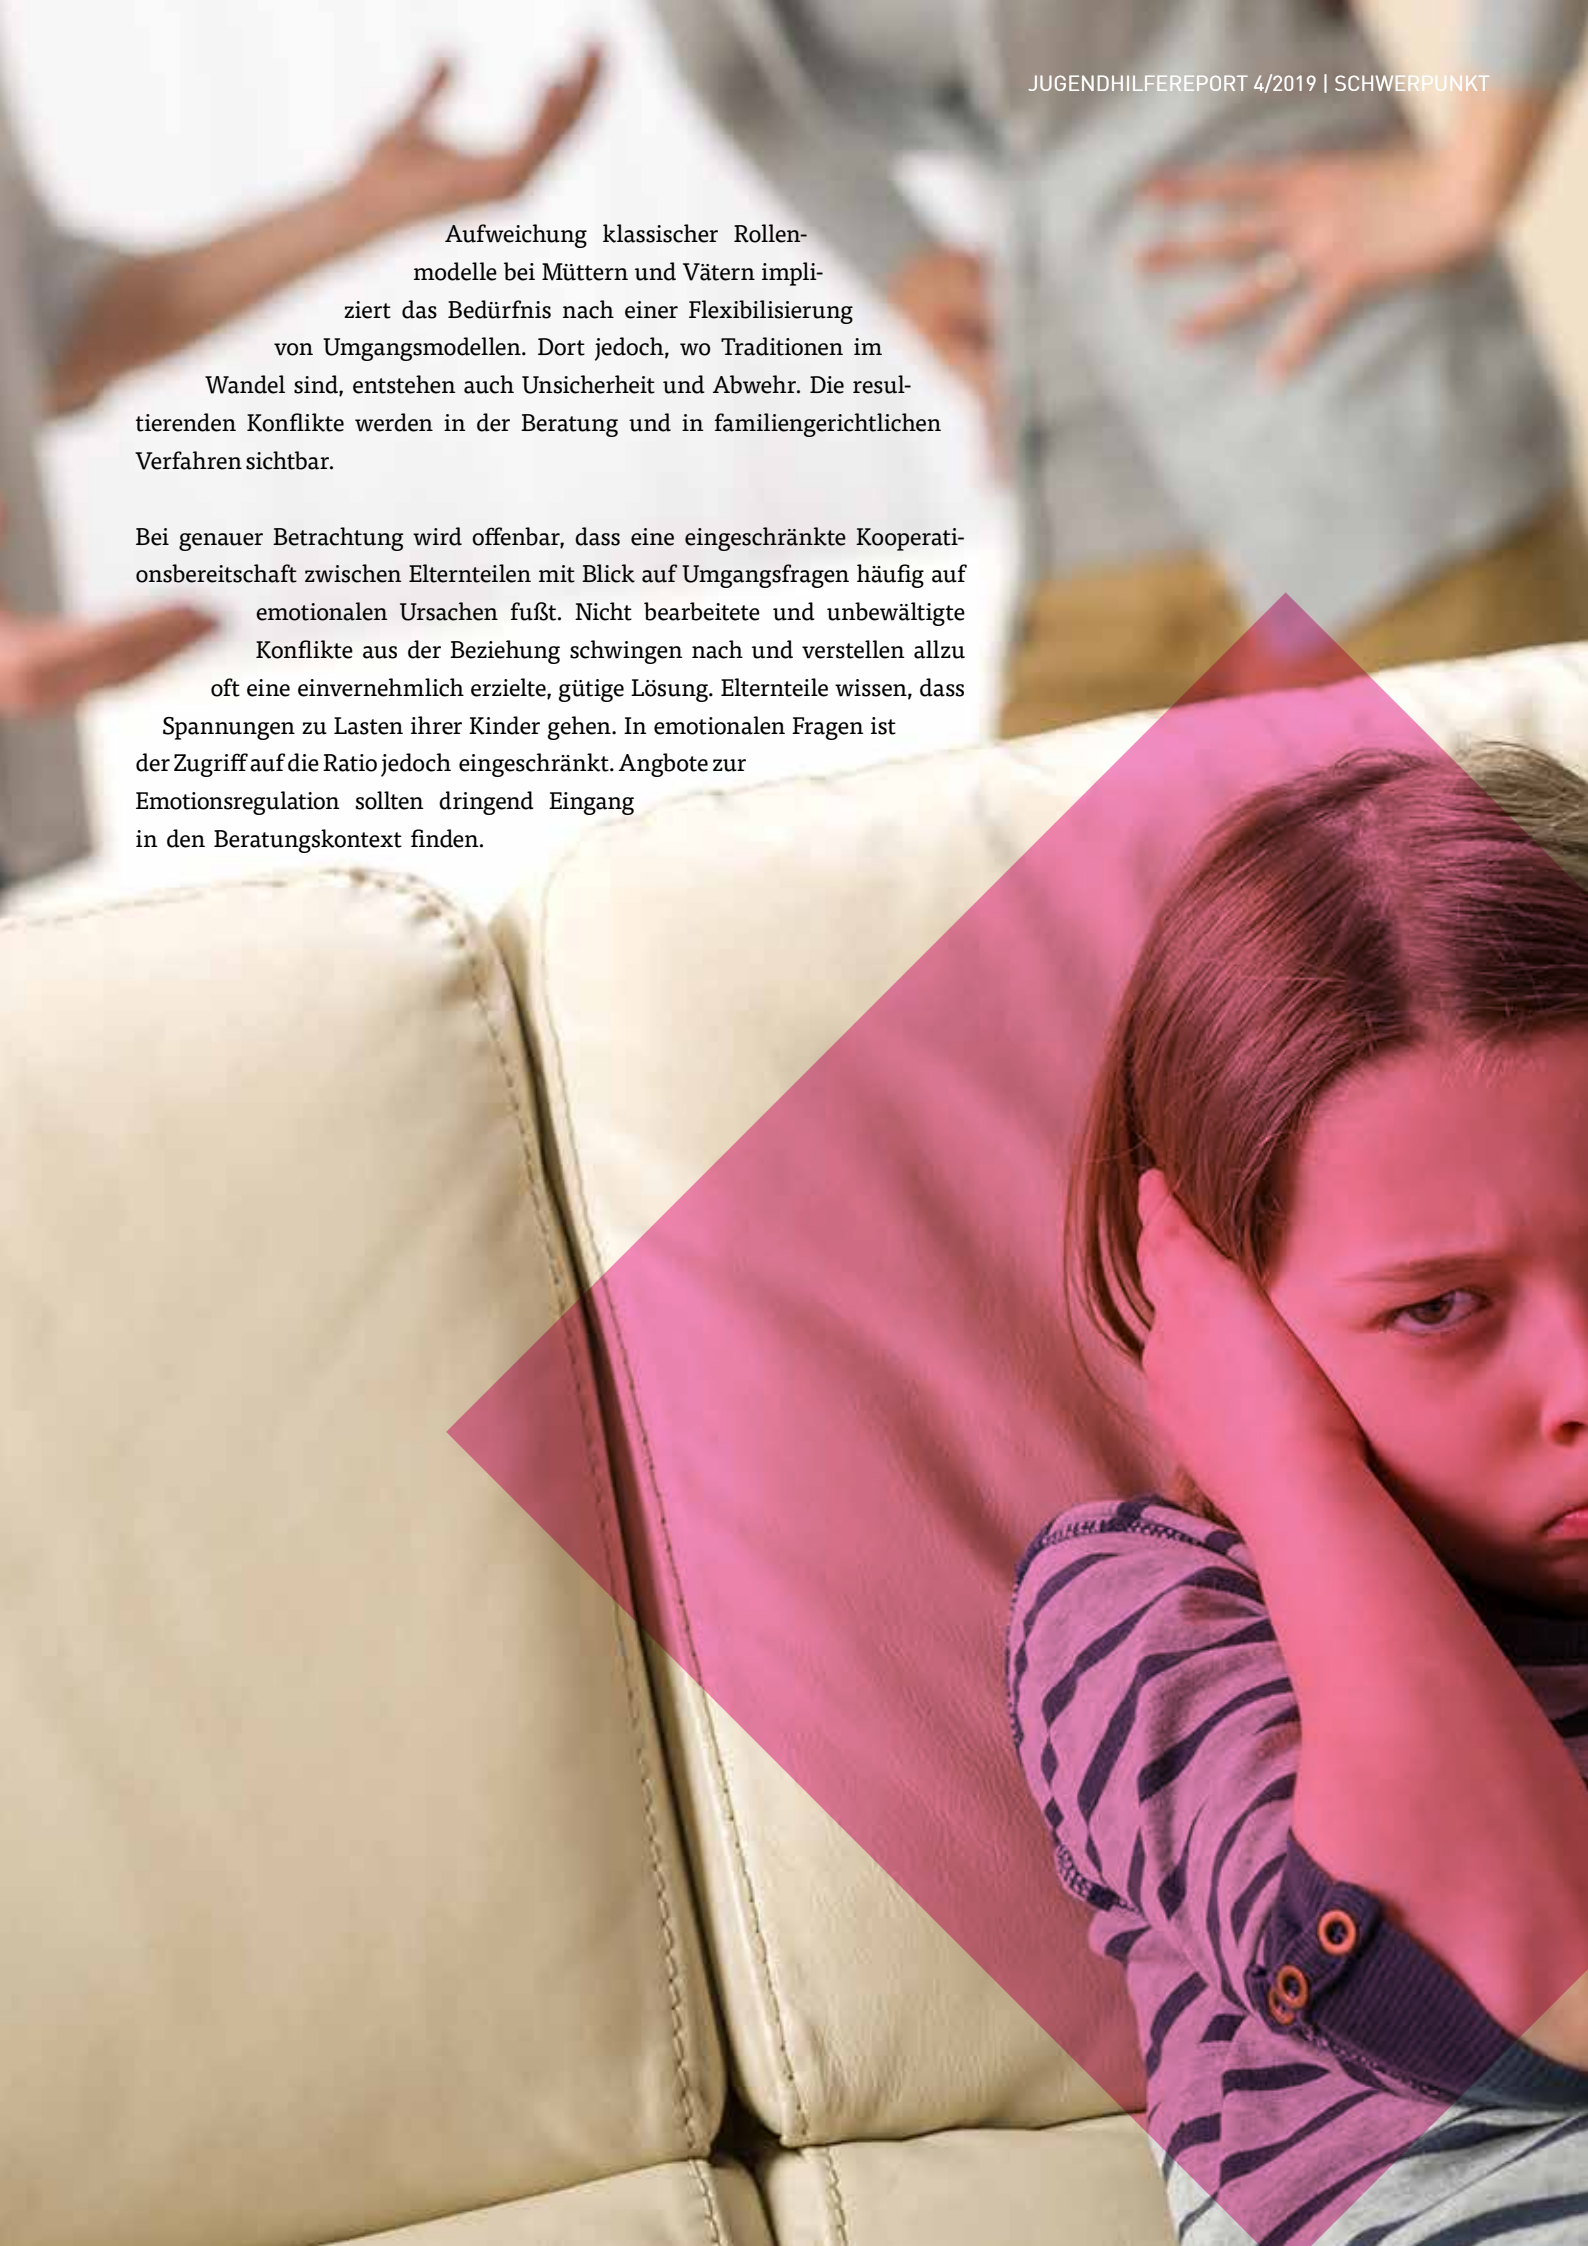 JUGENDHILFEREPORT 4/2019 | SCHWERPUNKT
Aufweichung klassischer Rollen-
modelle bei Müttern und Vätern impli-
ziert das Bedürfnis nach einer Flexibilisierung
von Umgangsmodellen. Dort jedoch, wo Traditionen im
Wandel sind, entstehen auch Unsicherheit und Abwehr. Die resul-
tierenden Konflikte werden in der Beratung und in familiengerichtlichen
Verfahren sichtbar.
Bei genauer Betrachtung wird offenbar, dass eine eingeschränkte Kooperati-
onsbereitschaft zwischen Elternteilen mit Blick auf Umgangsfragen häufig auf
emotionalen Ursachen fußt. Nicht bearbeitete und unbewältigte
Konflikte aus der Beziehung schwingen nach und verstellen allzu
oft eine einvernehmlich erzielte, gütige Lösung. Elternteile wissen, dass
Spannungen zu Lasten ihrer Kinder gehen. In emotionalen Fragen ist
der Zugriff auf die Ratio jedoch eingeschränkt. Angbote zur
Emotionsregulation sollten dringend Eingang
in den Beratungskontext finden.